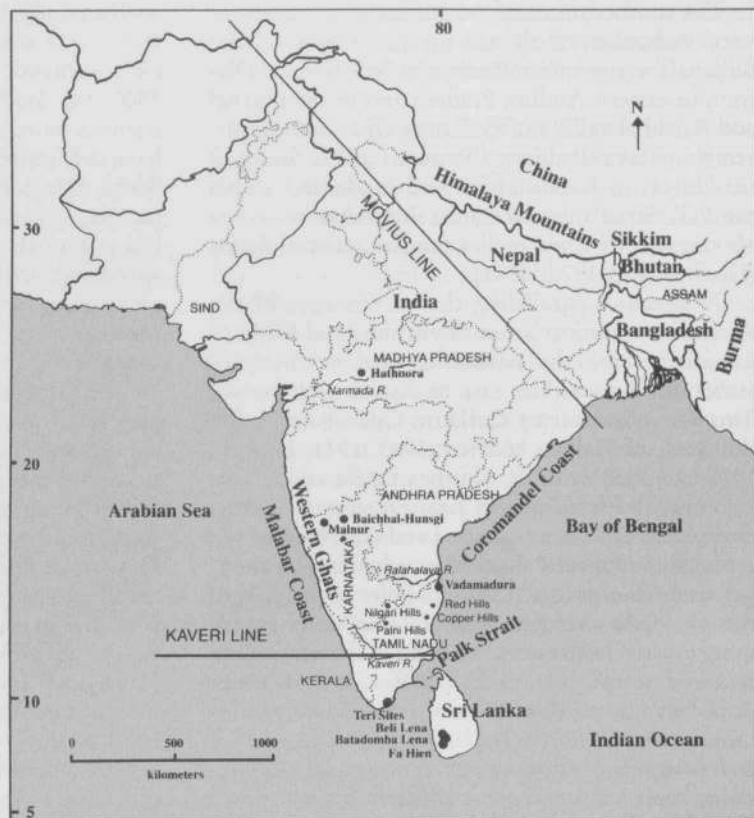 80
N
China
Himalaya Mountains
MOVIUS LINE
30
Nepal
Sikkim
Bhutan
ASSAM
SIND
India
Bangladesh
Burma
MADHYA PRADESH
Hathnora
Narmada R.
20
ANDHRA PRADESH
Coromandel Coast
Arabian Sea
Western Ghats
Malabar Coast
Baichbal-Hunsgi
Malnur
KARNATAKA
Bay of Bengal
Ralahalaya R.
Vadamadura
Nilgari Hills
Red Hills
Palni Hills
Copper Hills
TAMIL NADU
Palk Strait
KAVERI LINE
Kaveri R.
KERALA
10
Teri Sites
Sri Lanka
Beli Lena
Batadomba Lena
Fa Hien
Indian Ocean
0 500 1000
kilometers
5